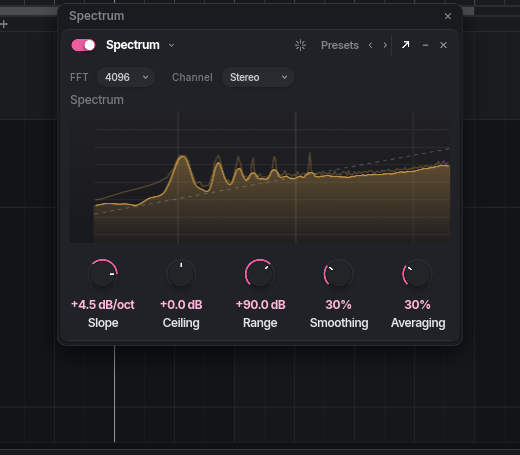 Spectrum
Spectrum
Presets
FFT 4096 Channel Stereo
Spectrum
+4.5 dB/oct +0.0 dB +90.0 dB 30% 30%
Slope Ceiling Range Smoothing Averaging